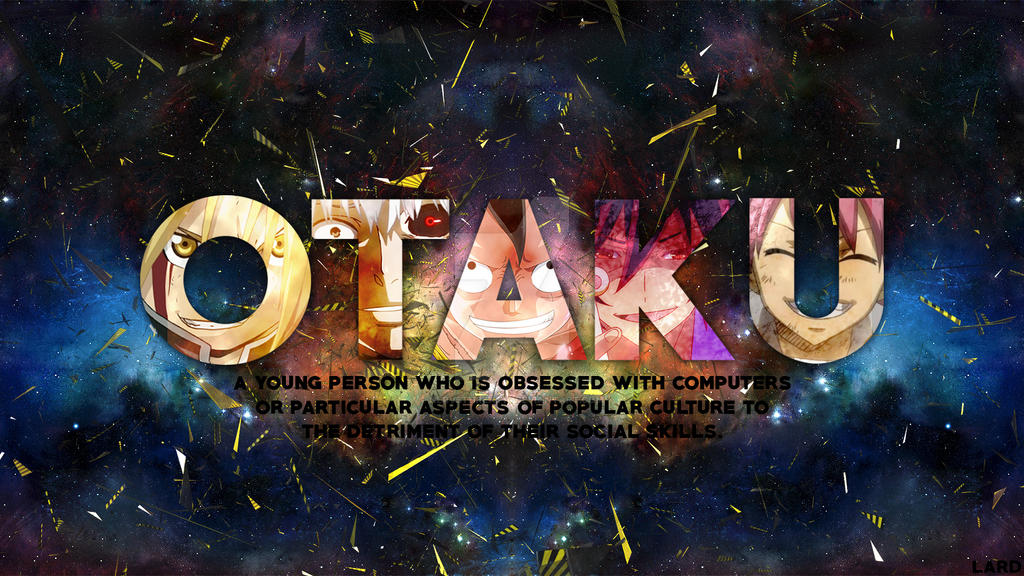 OTAKU
A YOUNG PERSON WHO IS OBSESSED WITH COMPUTERS
OR PARTICULAR ASPECTS OF POPULAR CULTURE TO
THE DETRIMENT OF THEIR SOCIAL SKILLS.
LARD